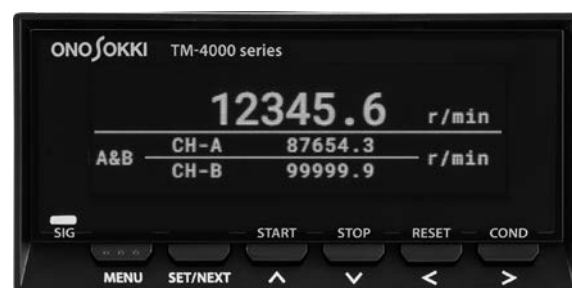 ONO SOKKI TM-4000 series
12345.6 r/min
A&B CH-A 87654.3 r/min
CH-B 99999.9
SIG START STOP RESET COND
MENU SET/NEXT